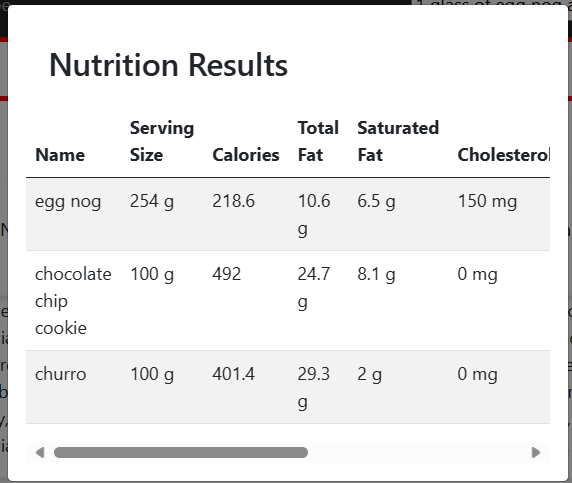 1 glass of egg nog a
Nutrition Results
Name Serving Size Calories Total Fat Saturated Fat Cholesterol
egg nog 254 g 218.6 10.6 g 6.5 g 150 mg
chocolate chip cookie 100 g 492 24.7 g 8.1 g 0 mg
churro 100 g 401.4 29.3 g 2 g 0 mg